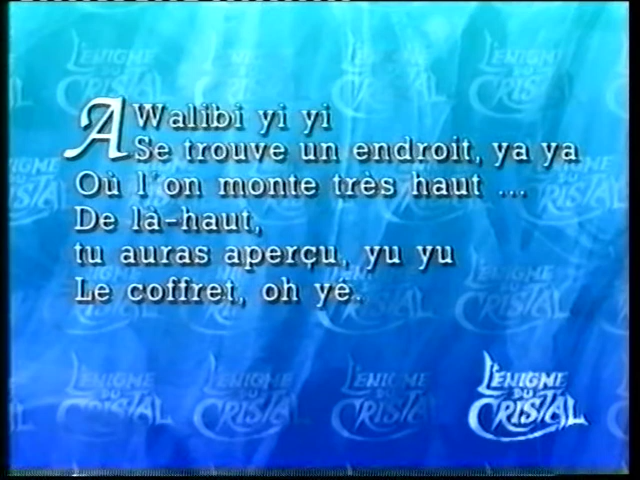 A Walibi yi yi
Se trouve un endroit, ya ya
Où l'on monte très haut ...
De là-haut,
tu auras aperçu, yu yu
Le coffret, oh yé.
L'ENIGME
DU
CRISTAL